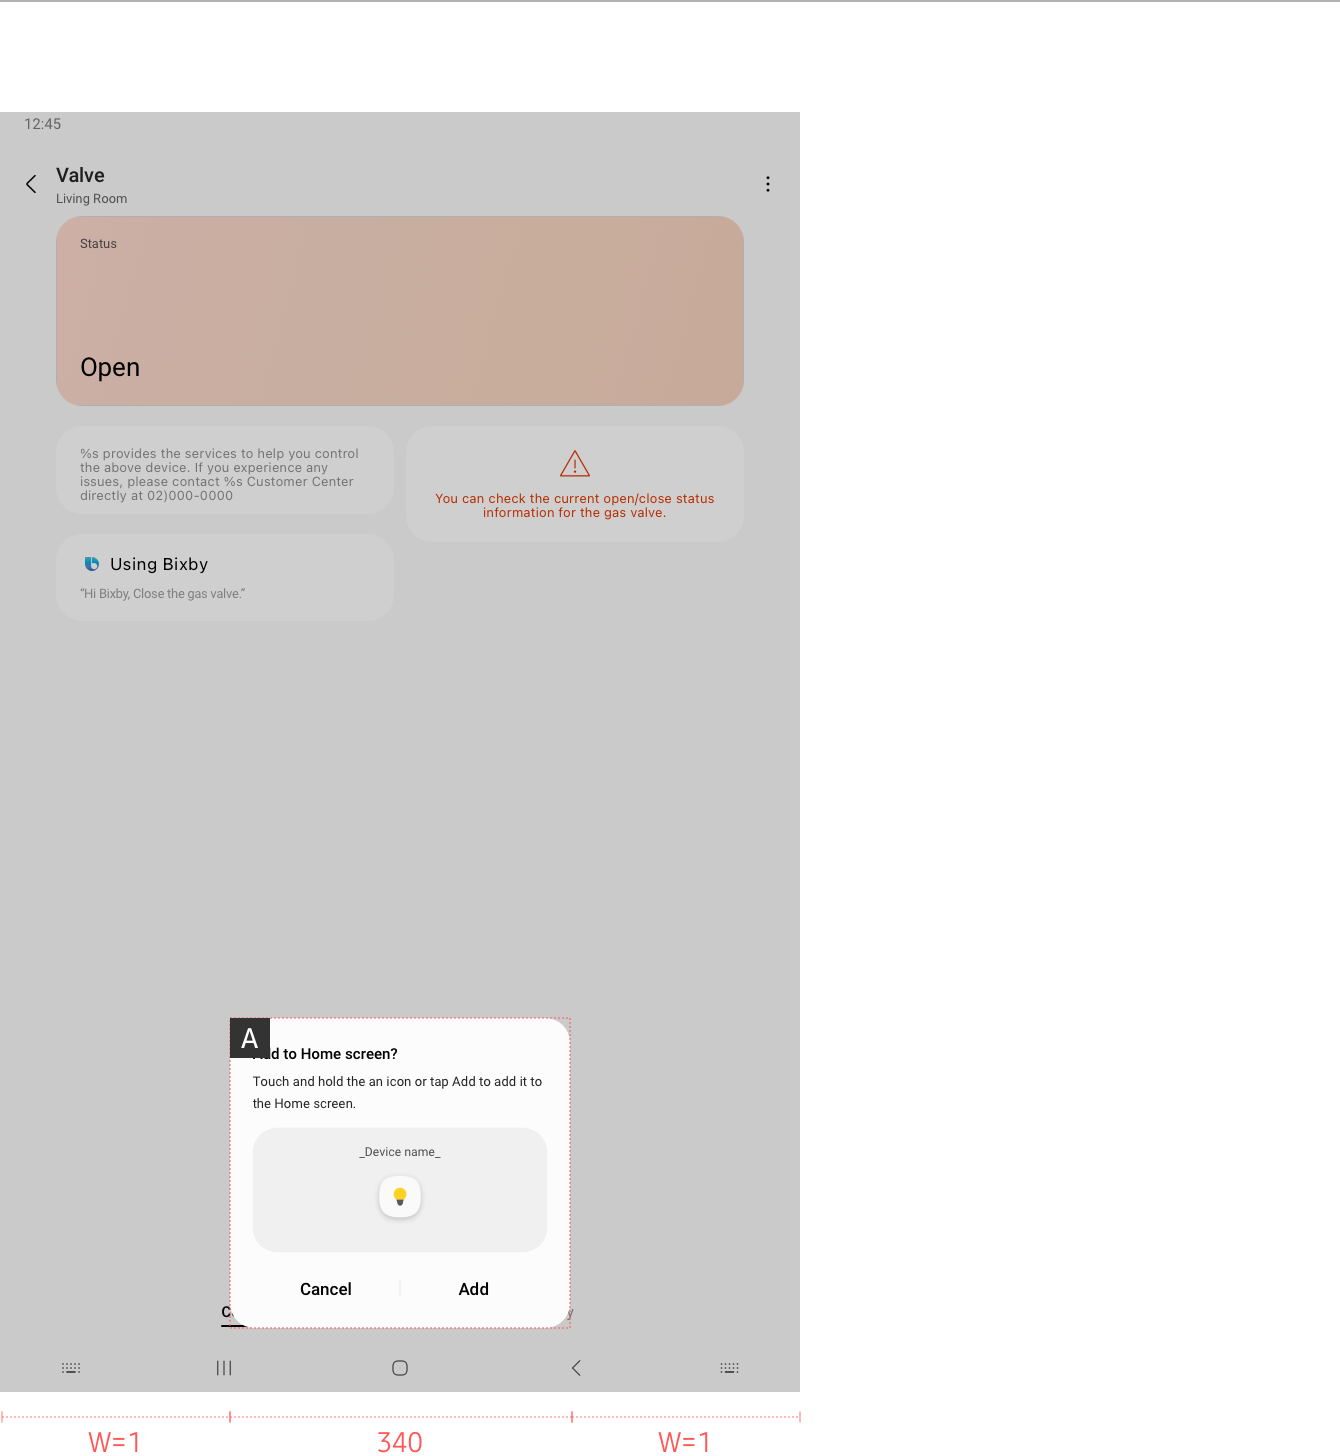 12:45
Valve
Living Room
Status
Open
%s provides the services to help you control
the above device. If you experience any
issues, please contact %s Customer Center
directly at 02)000-0000
You can check the current open/close status
information for the gas valve.
Using Bixby
“Hi Bixby, Close the gas valve.”
A
to Home screen?
Touch and hold the an icon or tap Add to add it to
the Home screen.
_Device name_
Cancel
Add
W=1
340
W=1